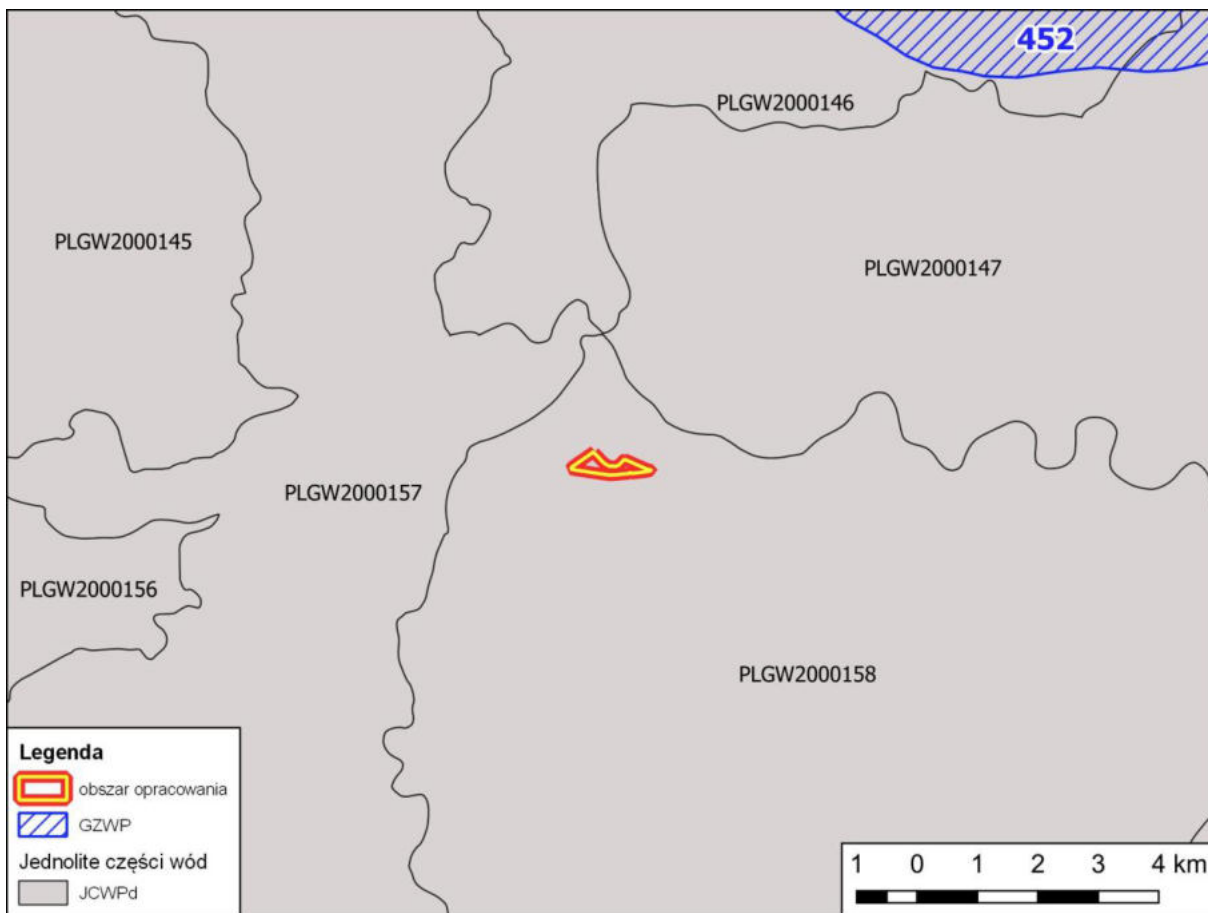 452
PLGW2000146
PLGW2000145
PLGW2000147
PLGW2000157
PLGW2000156
PLGW2000158
Legenda
obszar opracowania
GZWP
Jednolite części wód
JCWPd
1 0 1 2 3 4 km